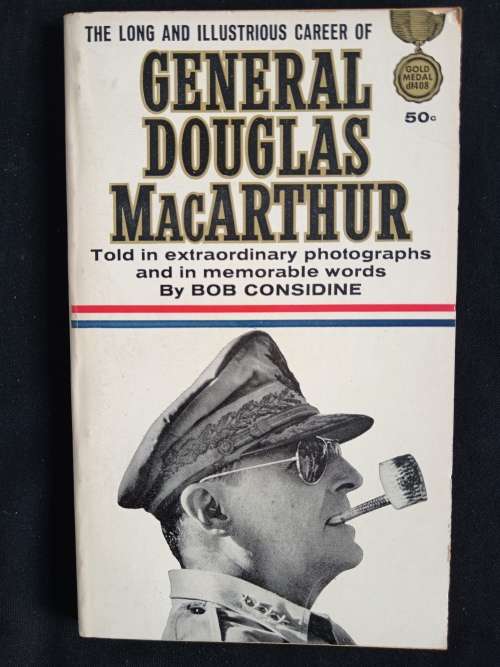 THE LONG AND ILLUSTRIOUS CAREER OF
GENERAL
DOUGLAS
MACARTHUR
Told in extraordinary photographs
and in memorable words
By BOB CONSIDINE
GOLD
MEDAL
d1408
50c